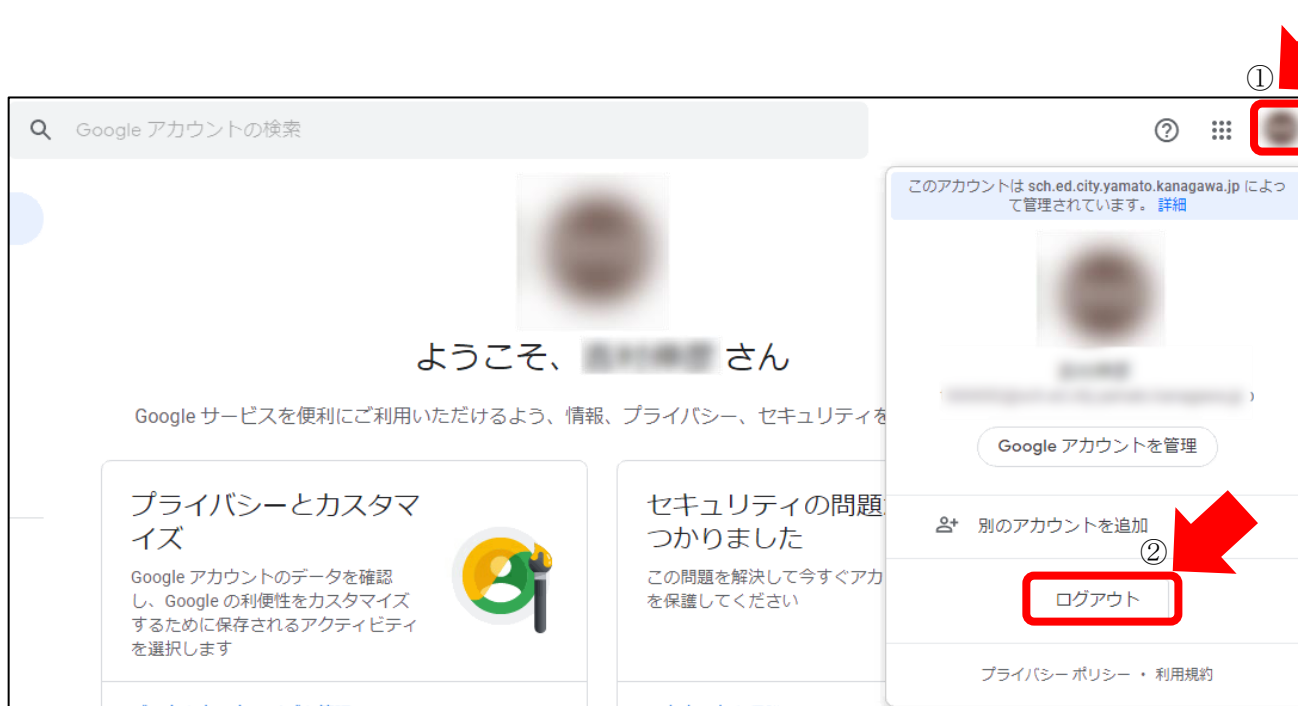 ①
Google アカウントの検索
このアカウントは sch.ed.city.yamato.kanagawa.jp によっ
て管理されています。 詳細
ようこそ、 さん
Google サービスを便利にご利用いただけるよう、情報、プライバシー、セキュリティを
Google アカウントを管理
プライバシーとカスタマ
イズ
Google アカウントのデータを確認
し、Google の利便性をカスタマイズ
するために保存されるアクティビティ
を選択します
セキュリティの問題
つかりました
この問題を解決して今すぐアカ
を保護してください
別のアカウントを追加
②
ログアウト
プライバシー ポリシー ・ 利用規約